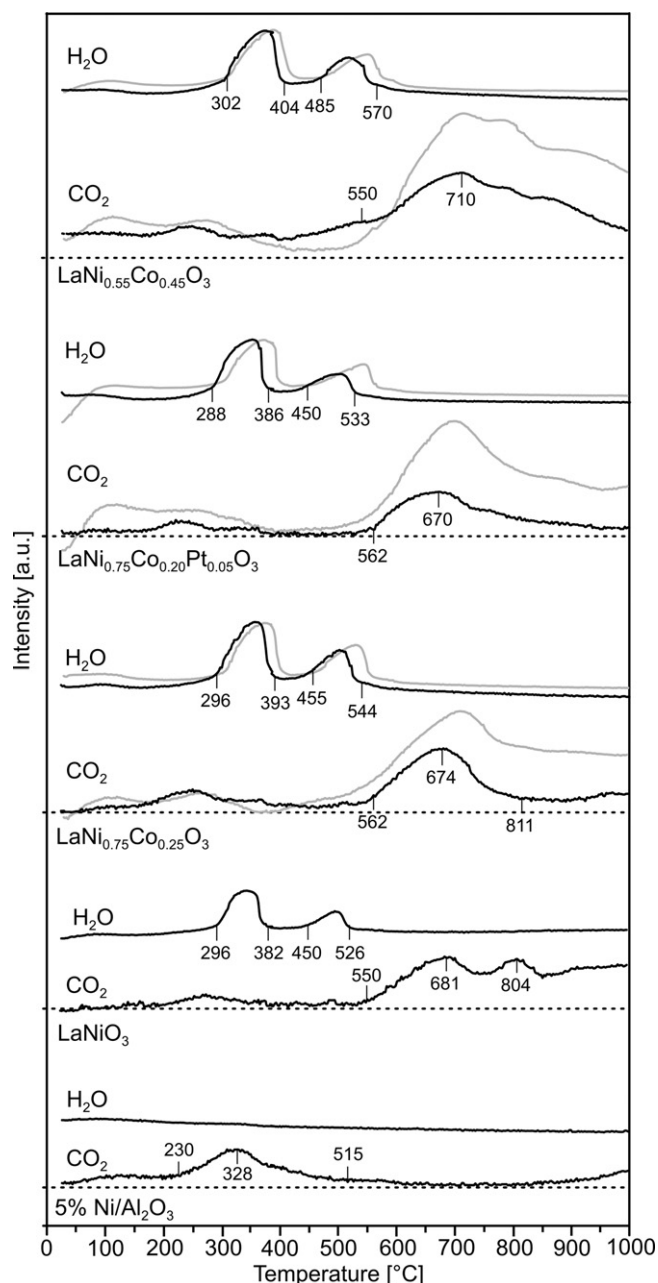 H₂O
302 404 485 570
CO₂
550
710
LaNi₀.₅₅Co₀.₄₅O₃
H₂O
288 386 450 533
CO₂
670
562
LaNi₀.₇₅Co₀.₂₀Pt₀.₀₅O₃
H₂O
296 393 455 544
CO₂
674
562 811
LaNi₀.₇₅Co₀.₂₅O₃
H₂O
296 382 450 526
CO₂
550
681 804
LaNiO₃
H₂O
CO₂
230 515
328
5% Ni/Al₂O₃
Intensity [a.u.]
0 100 200 300 400 500 600 700 800 900 1000
Temperature [°C]